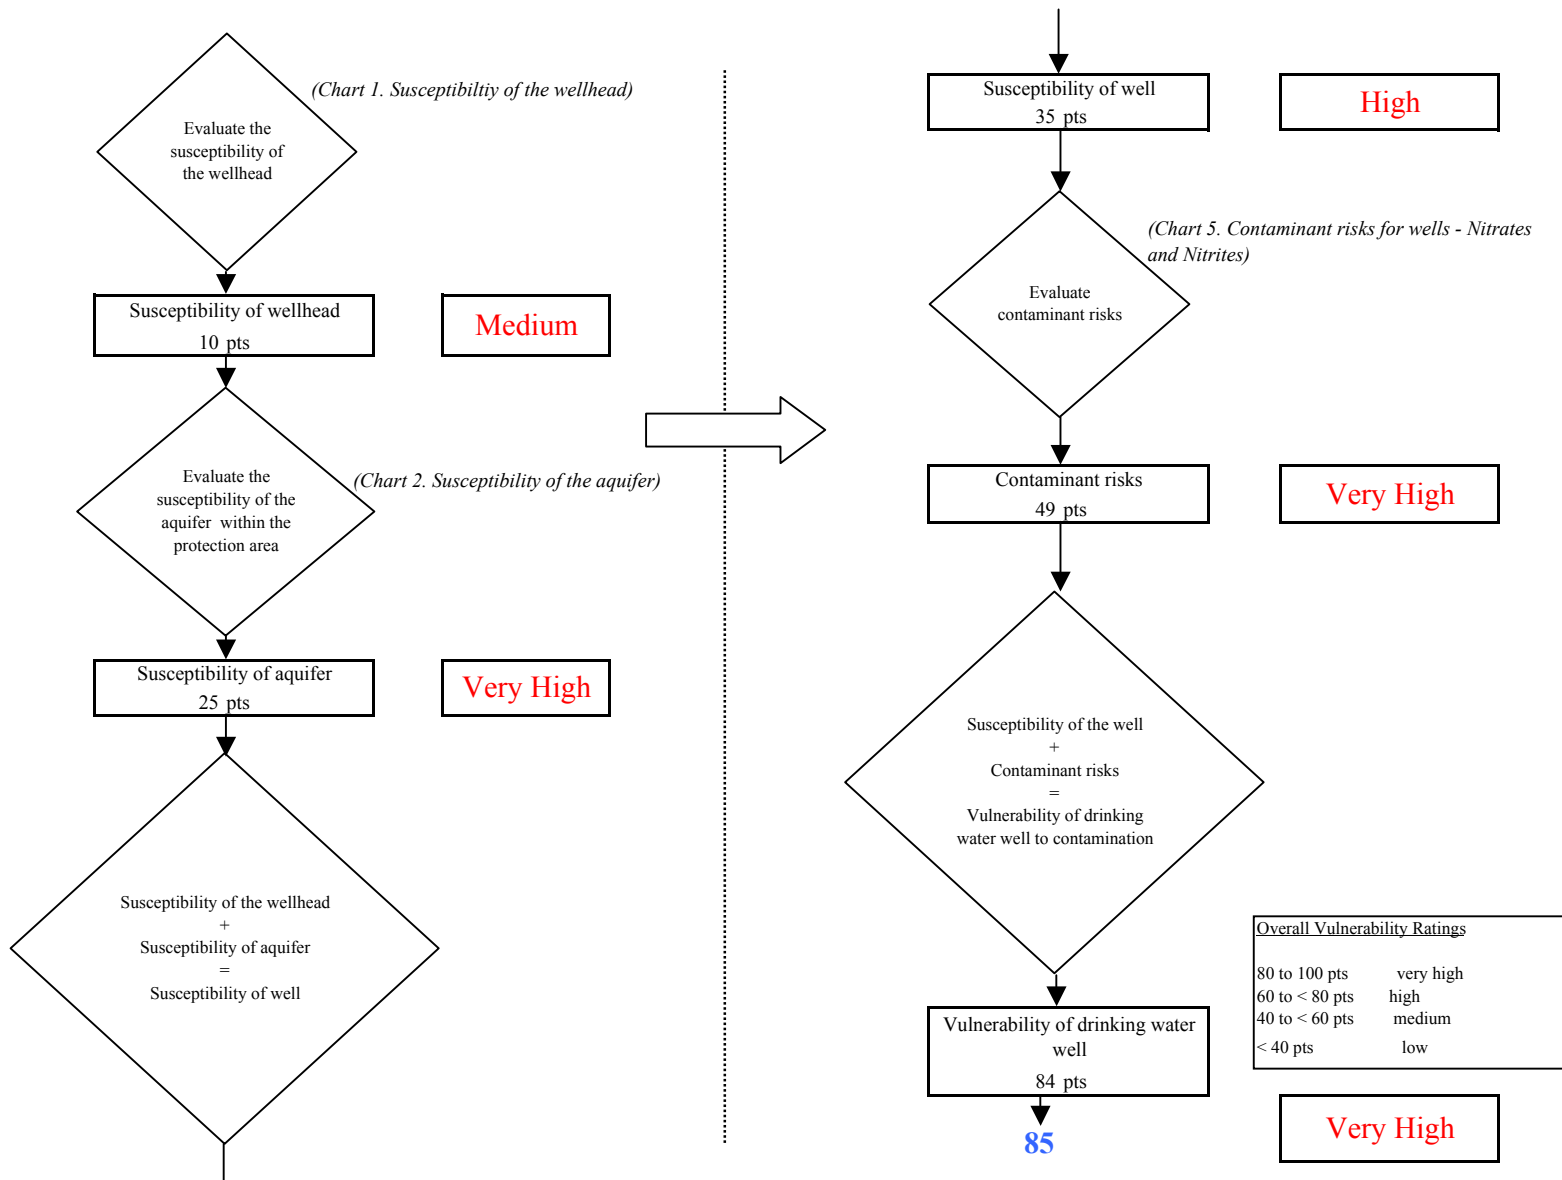 (Chart 1. Susceptibiltiy of the wellhead)
Evaluate the
susceptibility of
the wellhead
Susceptibility of wellhead
10 pts
Medium
(Chart 2. Susceptibility of the aquifer)
Evaluate the
susceptibility of the
aquifer within the
protection area
Susceptibility of aquifer
25 pts
Very High
Susceptibility of the wellhead
+
Susceptibility of aquifer
=
Susceptibility of well
Susceptibility of well
35 pts
High
(Chart 5. Contaminant risks for wells - Nitrates
and Nitrites)
Evaluate
contaminant risks
Contaminant risks
49 pts
Very High
Susceptibility of the well
+
Contaminant risks
=
Vulnerability of drinking
water well to contamination
Overall Vulnerability Ratings
80 to 100 pts very high
60 to < 80 pts high
40 to < 60 pts medium
< 40 pts low
Vulnerability of drinking water
well
84 pts
85
Very High